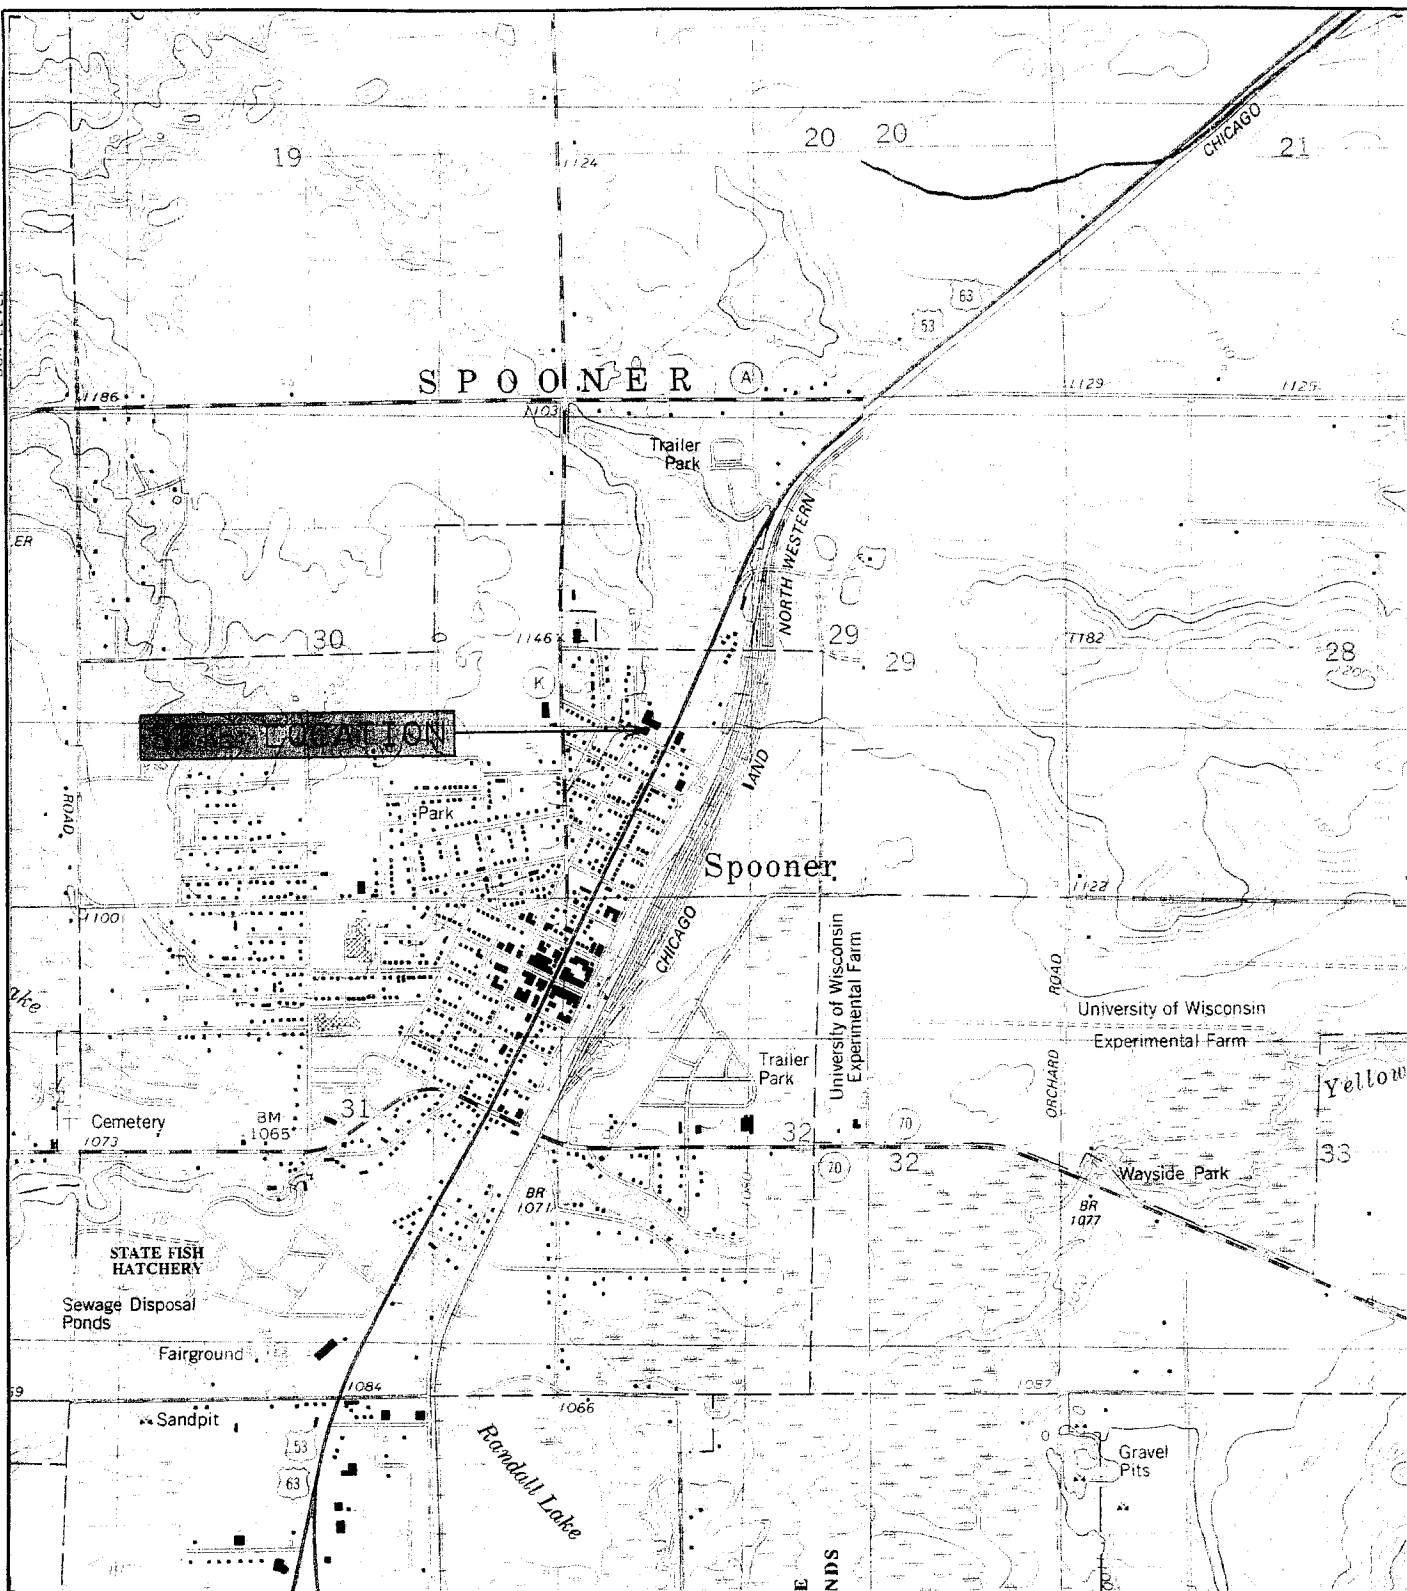 20 20
19
1124
CHICAGO
21
63
53
SPOONER
A
1186
1103
1129
1125
Trailer
Park
NORTH WESTERN
ER
30
1146
29
29
1182
28
K
LOCATION
AND
ROAD
Park
Spooner
1122
1100
CHICAGO
University of Wisconsin
Experimental Farm
ake
ROAD
University of Wisconsin
Experimental Farm
Trailer
Park
ORCHARD
Yellow
Cemetery
1073
BM
1065
31
32
70
70
32
33
Wayside Park
BR
1071
BR
1077
STATE FISH
HATCHERY
Sewage Disposal
Ponds
Fairground
1084
1057
1066
Sandpit
53
63
Randall Lake
Gravel
Pits
E
NDS